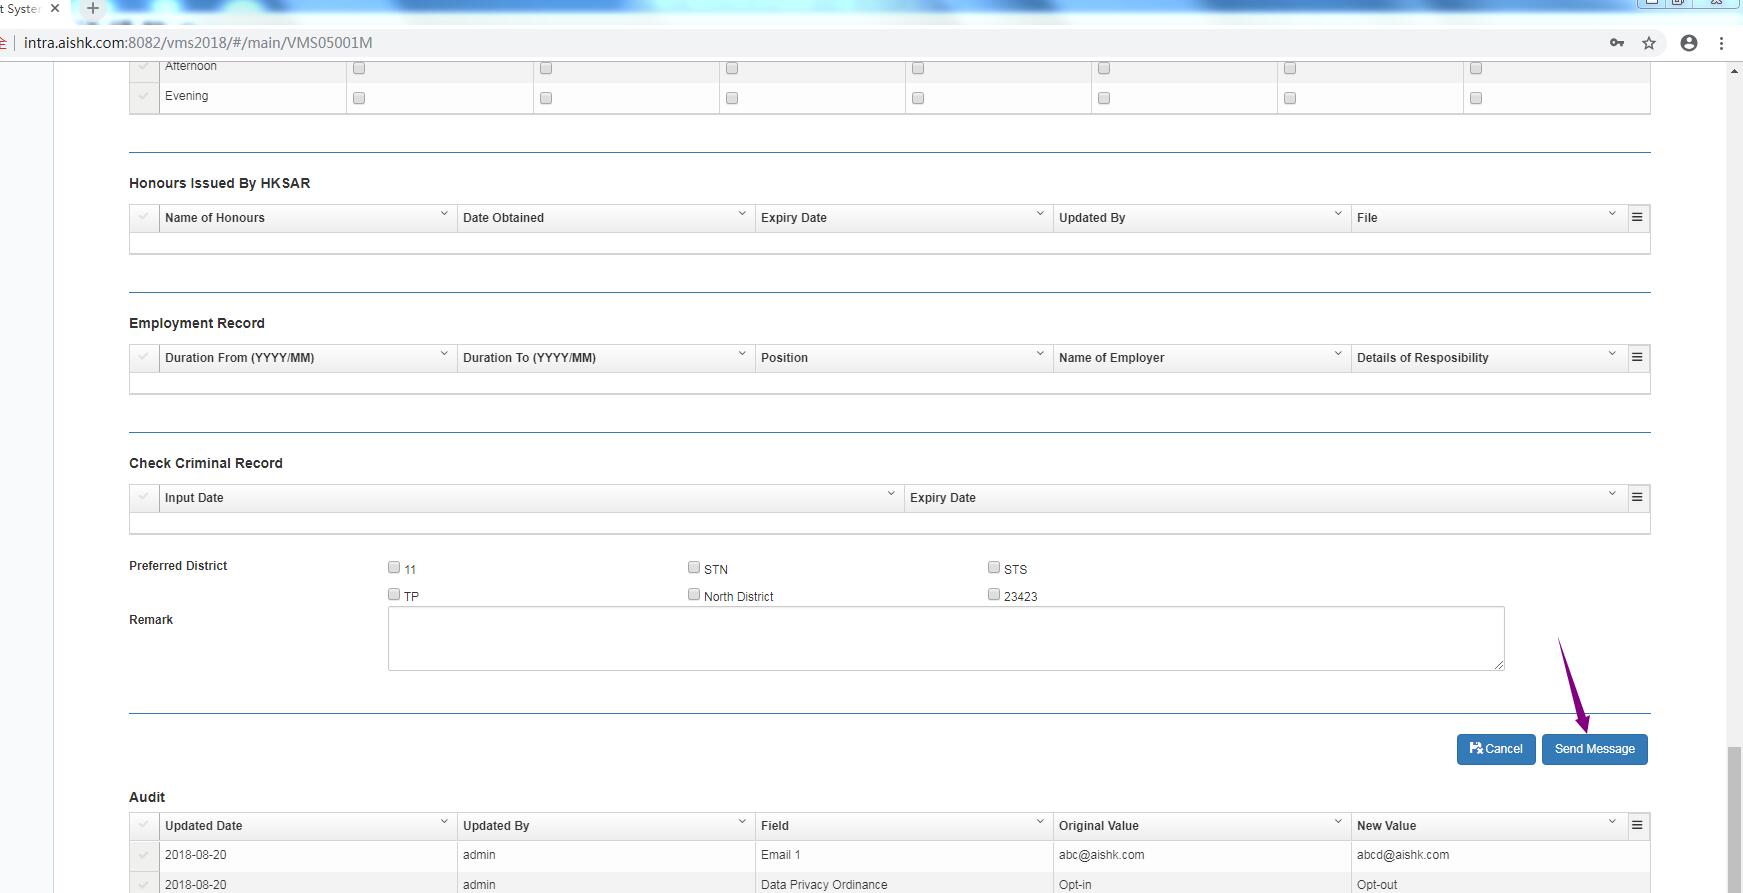 t Syster
全 intra.aishk.com:8082/vms2018/#/main/VMS05001M
Afternoon
Evening
Honours Issued By HKSAR
Name of Honours Date Obtained Expiry Date Updated By File
Employment Record
Duration From (YYYY/MM) Duration To (YYYY/MM) Position Name of Employer Details of Resposibility
Check Criminal Record
Input Date Expiry Date
Preferred District 11 STN STS
TP North District 23423
Remark
Cancel Send Message
Audit
Updated Date Updated By Field Original Value New Value
2018-08-20 admin Email 1 abc@aishk.com abcd@aishk.com
2018-08-20 admin Data Privacy Ordinance Opt-in Opt-out